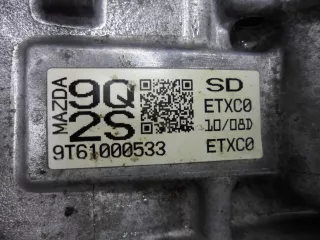 MAZDA
9Q
2S
9T61000533
SD
ETXC0
10/08D
ETXC0